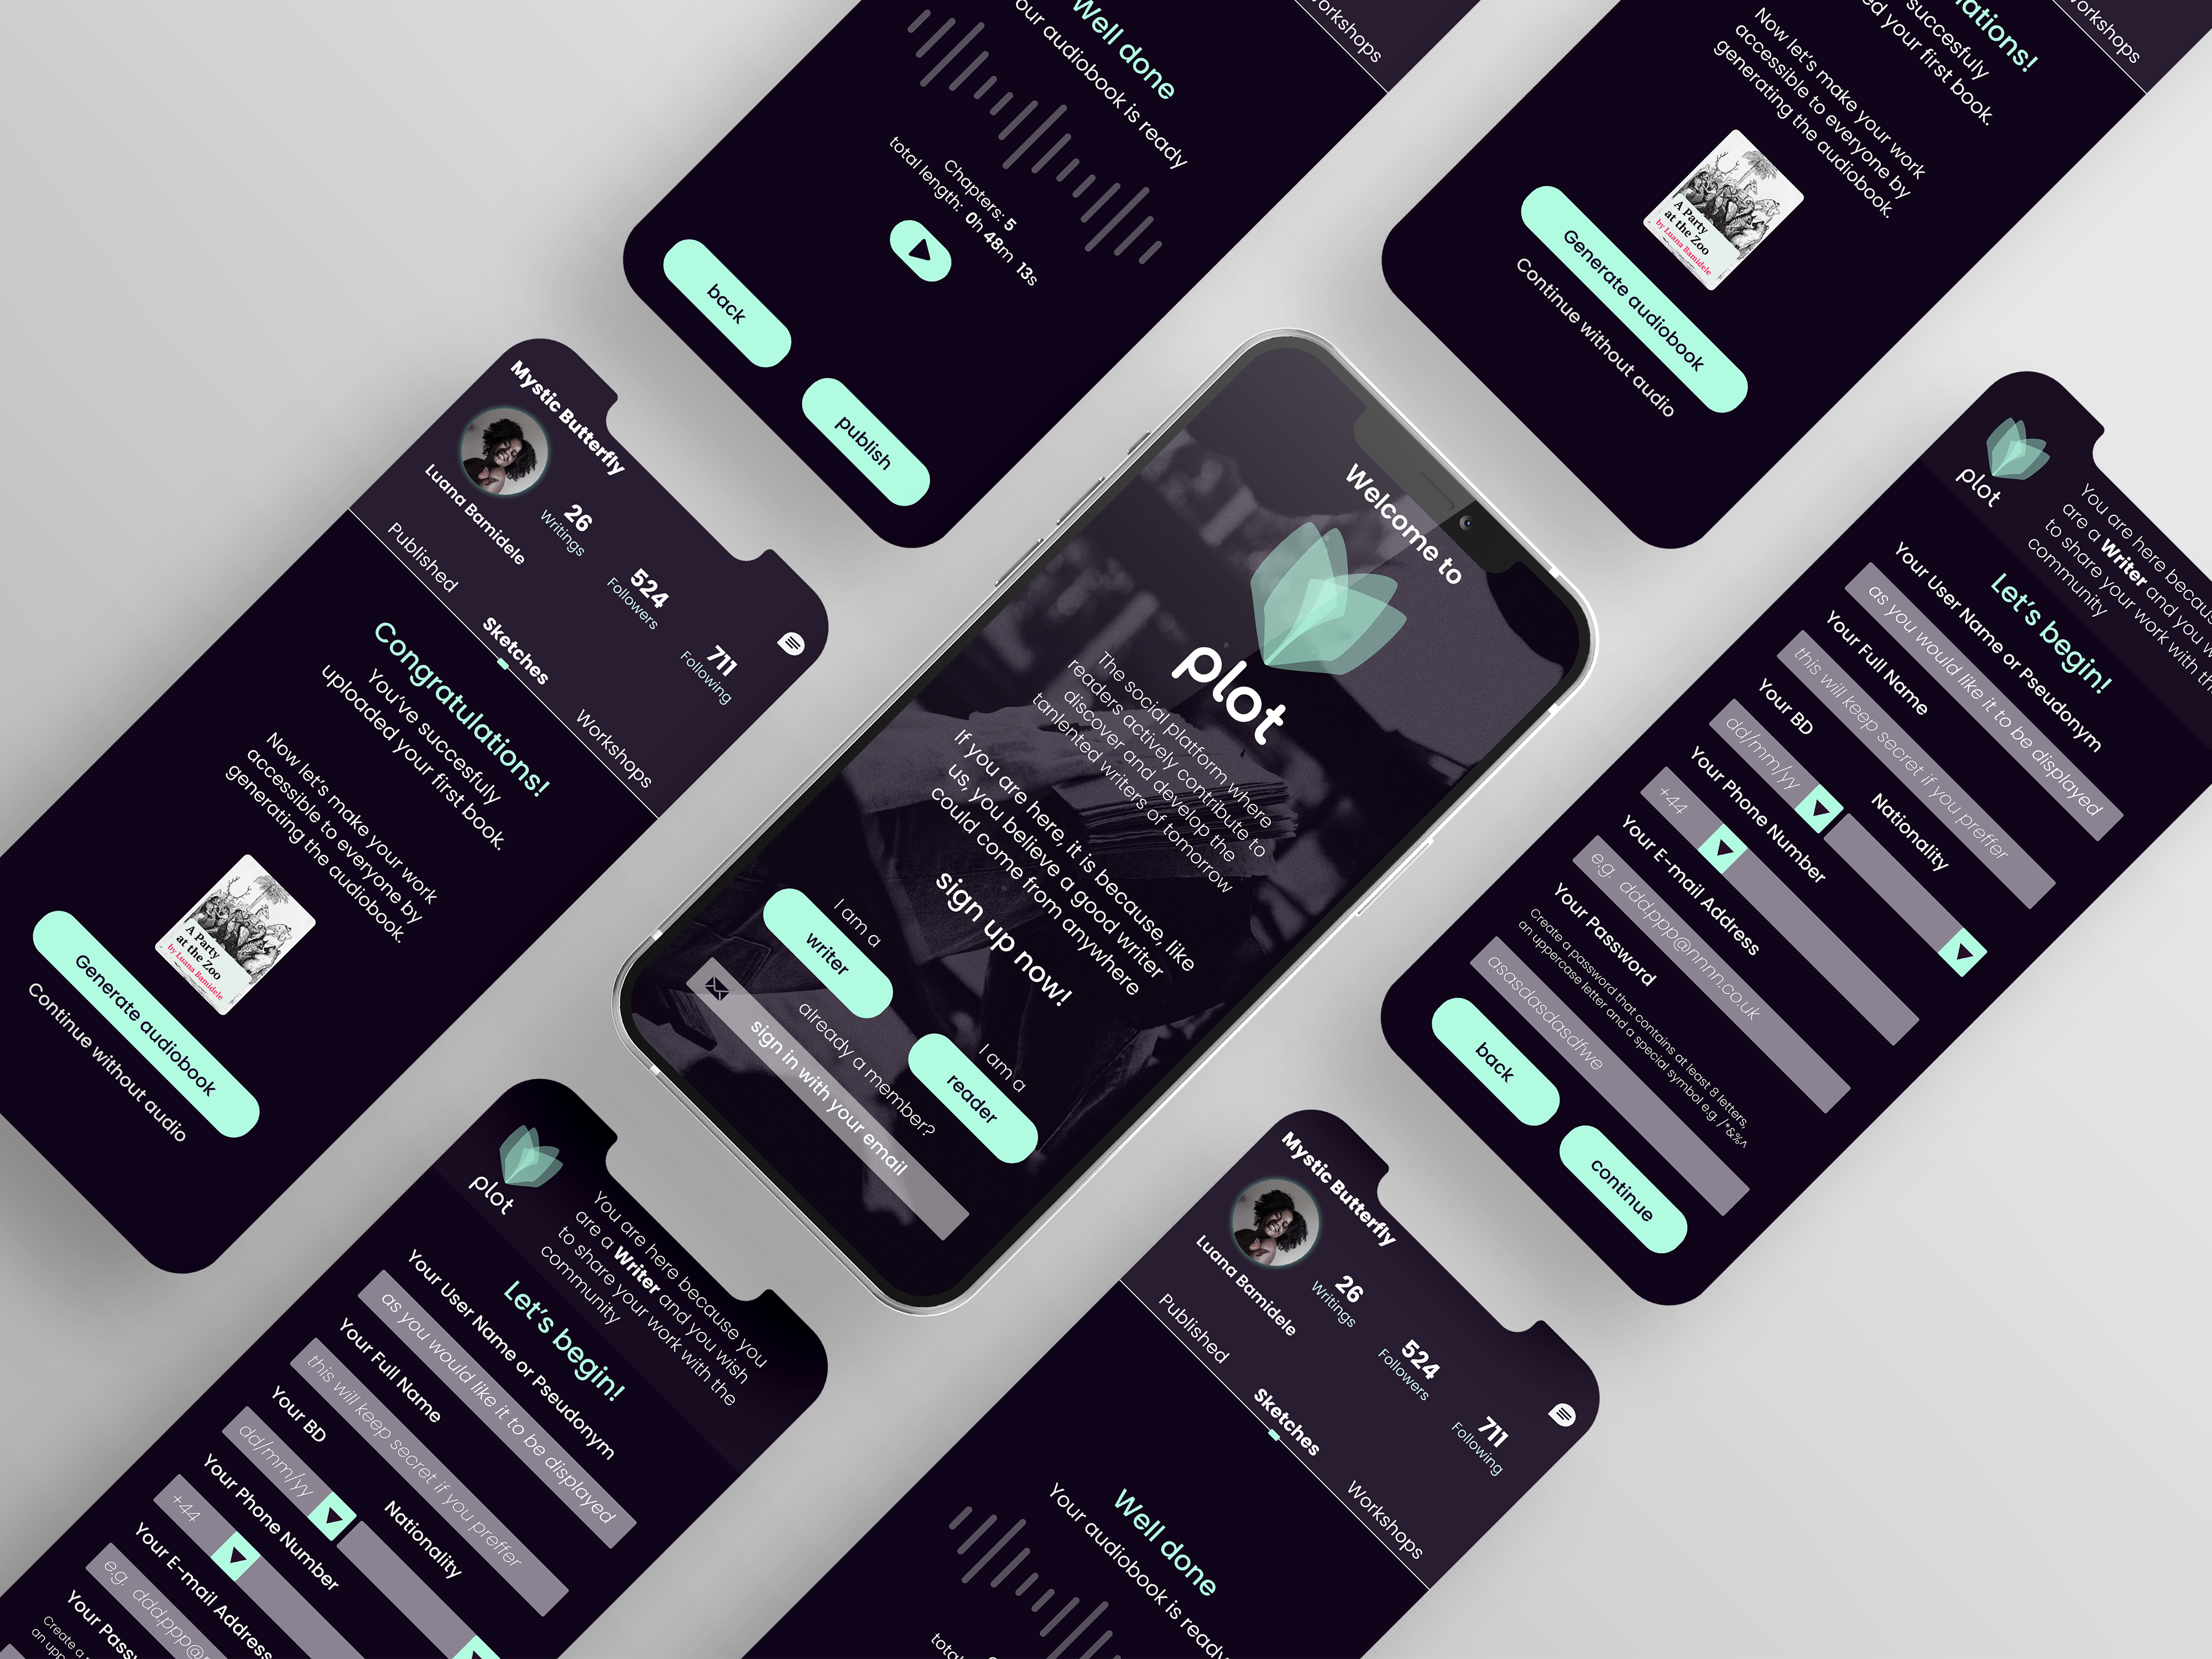 Well done
our audiobook is ready
Chapters: 5
total length: 0h 48m 13s
back
publish
orkshops
ations!
succesfuly
ed your first book.
Now let's make your work
accessible to everyone by
generating the audiobook.
A Party
at the Zoo
by Luana Bamidele
Generate audiobook
Continue without audio
orkshops
Mystic Butterfly
Luana Bamidele
26
Writings
524
Followers
711
Following
Published
Sketches
Workshops
Congratulations!
You've succesfuly
uploaded your first book.
Now let's make your work
accessible to everyone by
generating the audiobook.
A Party
at the Zoo
by Luana Bamidele
Generate audiobook
Continue without audio
Welcome to
plot
The social platform where
readers actively contribute to
discover and develop the
tanlented writers of tomorrow
If you are here, it is because, like
us, you believe a good writer
could come from anywhere
sign up now!
I am a
writer
I am a
reader
already a member?
sign in with your email
plot
You are here becaus
are a Writer and you w
to share your work with th
community
Let's begin!
Your User Name or Pseudonym
as you would like it to be displayed
Your Full Name
this will keep secret if you preffer
Your BD
dd/mm/yy
Nationality
Your Phone Number
+44
Your E-mail Address
e.g. ddd.ppp@nnnn.co.uk
Your Password
Create a password that contains at least 8 letters,
an uppercase letter and a special symbol e.g. /*&%^
asasdasdasdfwe
back
continue
plot
You are here because you
are a Writer and you wish
to share your work with the
community
Let's begin!
Your User Name or Pseudonym
as you would like it to be displayed
Your Full Name
this will keep secret if you preffer
Your BD
dd/mm/yy
Nationality
Your Phone Number
+44
Your E-mail Address
e.g. ddd.ppp@
Your Pass
Create a
an upp
Mystic Butterfly
Luana Bamidele
26
Writings
524
Followers
711
Following
Published
Sketches
Workshops
Well done
Your audiobook is ready
total